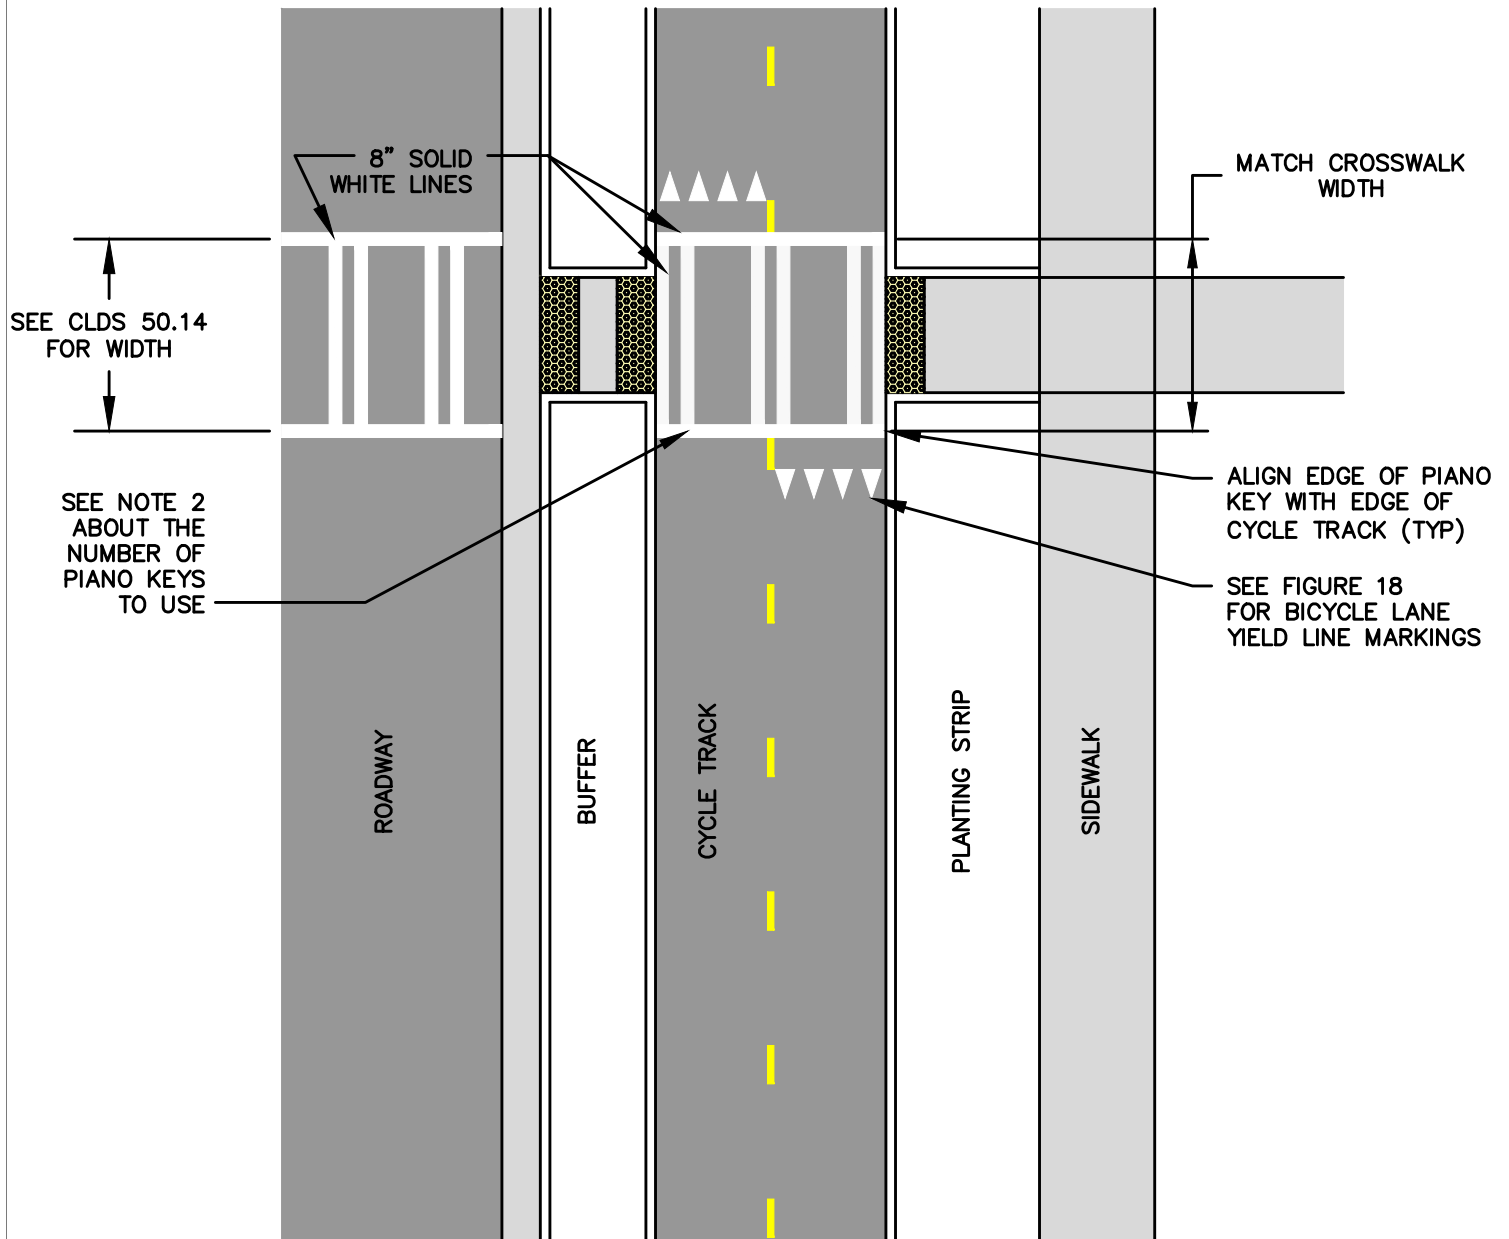 8" SOLID
WHITE LINES
MATCH CROSSWALK
WIDTH
SEE CLDS 50.14
FOR WIDTH
SEE NOTE 2
ABOUT THE
NUMBER OF
PIANO KEYS
TO USE
ALIGN EDGE OF PIANO
KEY WITH EDGE OF
CYCLE TRACK (TYP)
SEE FIGURE 18
FOR BICYCLE LANE
YIELD LINE MARKINGS
ROADWAY
BUFFER
CYCLE TRACK
PLANTING STRIP
SIDEWALK